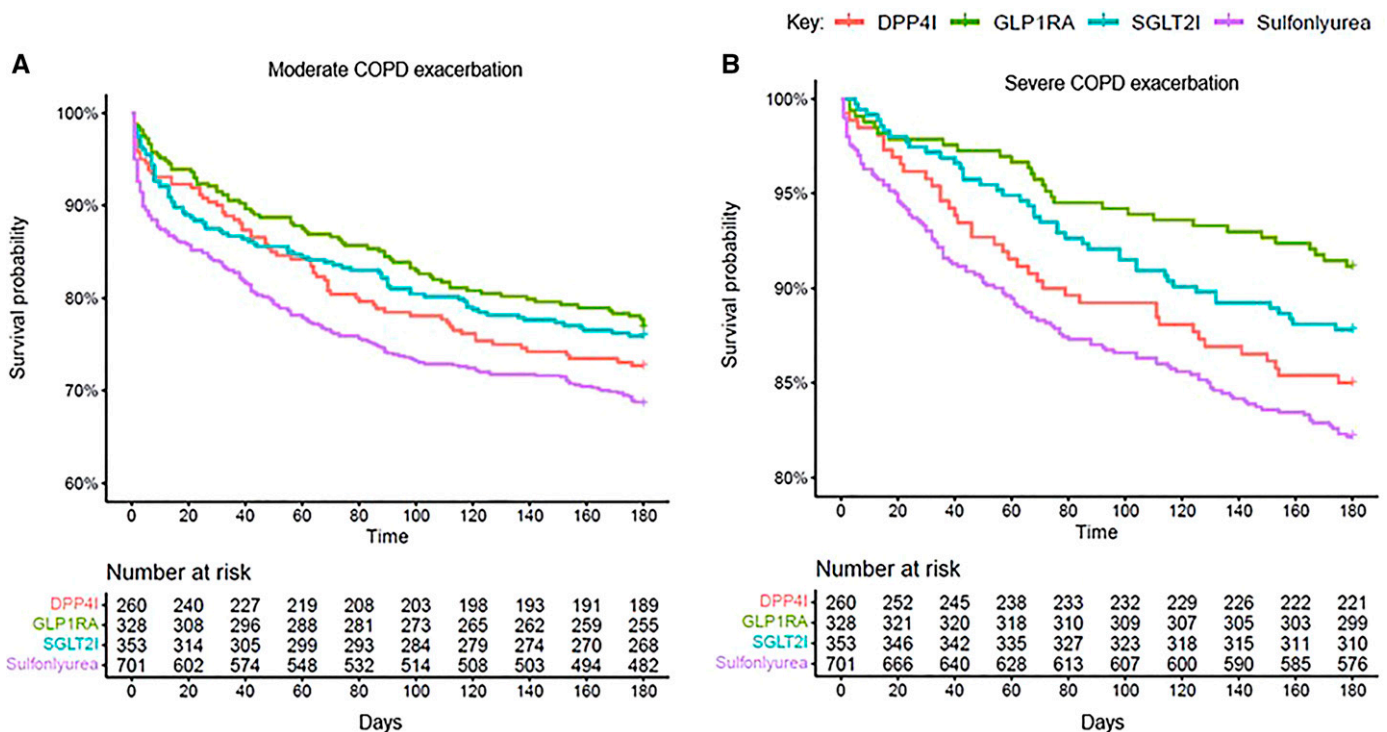 Key: DPP4I GLP1RA SGLT2I Sulfonlyurea
A
Moderate COPD exacerbation
Survival probability
100%
90%
80%
70%
60%
0 20 40 60 80 100 120 140 160 180
Time
Number at risk
DPP4I 260 240 227 219 208 203 198 193 191 189
GLP1RA 328 308 296 288 281 273 265 262 259 255
SGLT2I 353 314 305 299 293 284 279 274 270 268
Sulfonlyurea 701 602 574 548 532 514 508 503 494 482
0 20 40 60 80 100 120 140 160 180
Days
B
Severe COPD exacerbation
Survival probability
100%
95%
90%
85%
80%
0 20 40 60 80 100 120 140 160 180
Time
Number at risk
DPP4I 260 252 245 238 233 232 229 226 222 221
GLP1RA 328 321 320 318 310 309 307 305 303 299
SGLT2I 353 346 342 335 327 323 318 315 311 310
Sulfonlyurea 701 666 640 628 613 607 600 590 585 576
0 20 40 60 80 100 120 140 160 180
Days